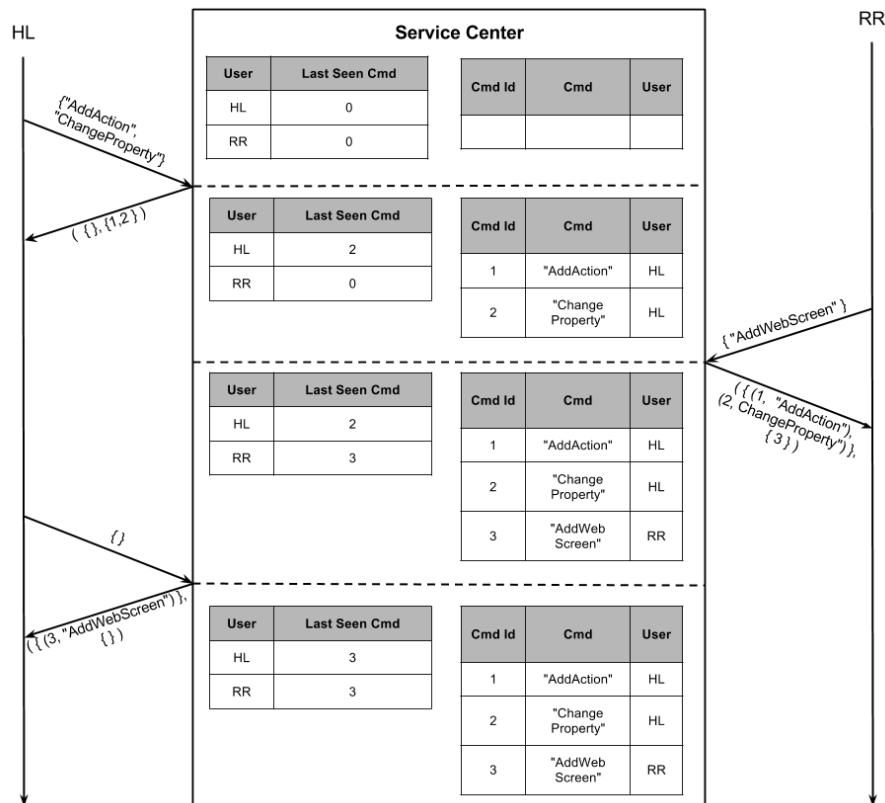 HL
Service Center
RR
User Last Seen Cmd
HL 0
RR 0
Cmd Id Cmd User
{"AddAction",
"ChangeProperty"}
( { }, {1,2 } )
User Last Seen Cmd
HL 2
RR 0
Cmd Id Cmd User
1 "AddAction" HL
2 "Change
Property" HL
{ "AddWebScreen" }
( { (1, "AddAction"),
(2, ChangeProperty") },
{ 3 } )
User Last Seen Cmd
HL 2
RR 3
Cmd Id Cmd User
1 "AddAction" HL
2 "Change
Property" HL
3 "AddWeb
Screen" RR
{ }
( { (3, "AddWebScreen") },
{ } )
User Last Seen Cmd
HL 3
RR 3
Cmd Id Cmd User
1 "AddAction" HL
2 "Change
Property" HL
3 "AddWeb
Screen" RR